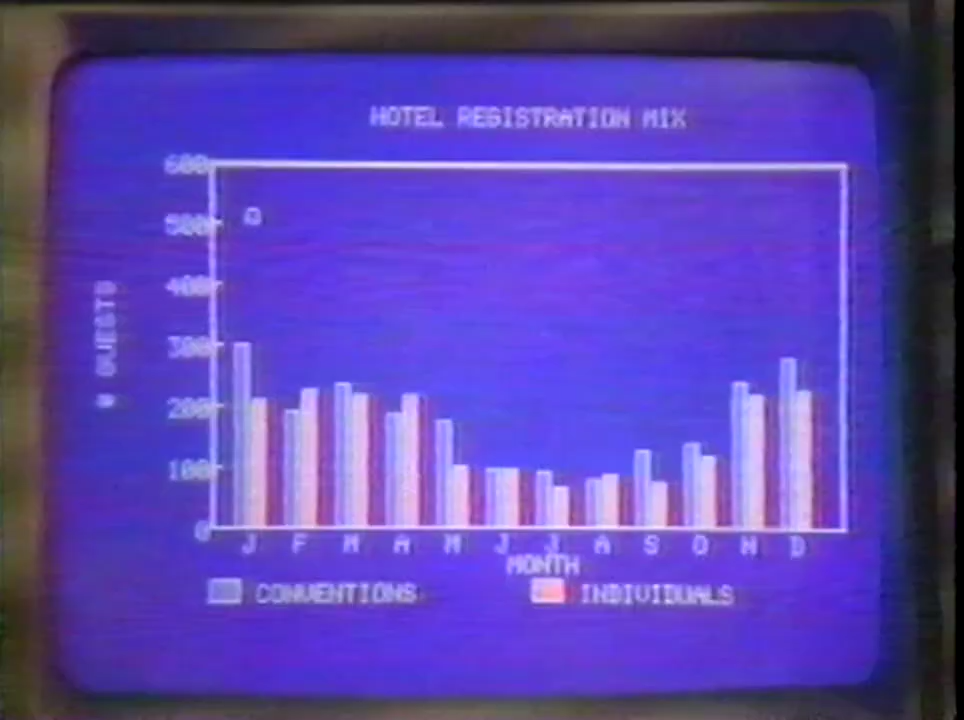 HOTEL REGISTRATION MIX
600
500
400
300
200
100
0
# GUESTS
J F M A M J J A S O N D
MONTH
CONVENTIONS INDIVIDUALS